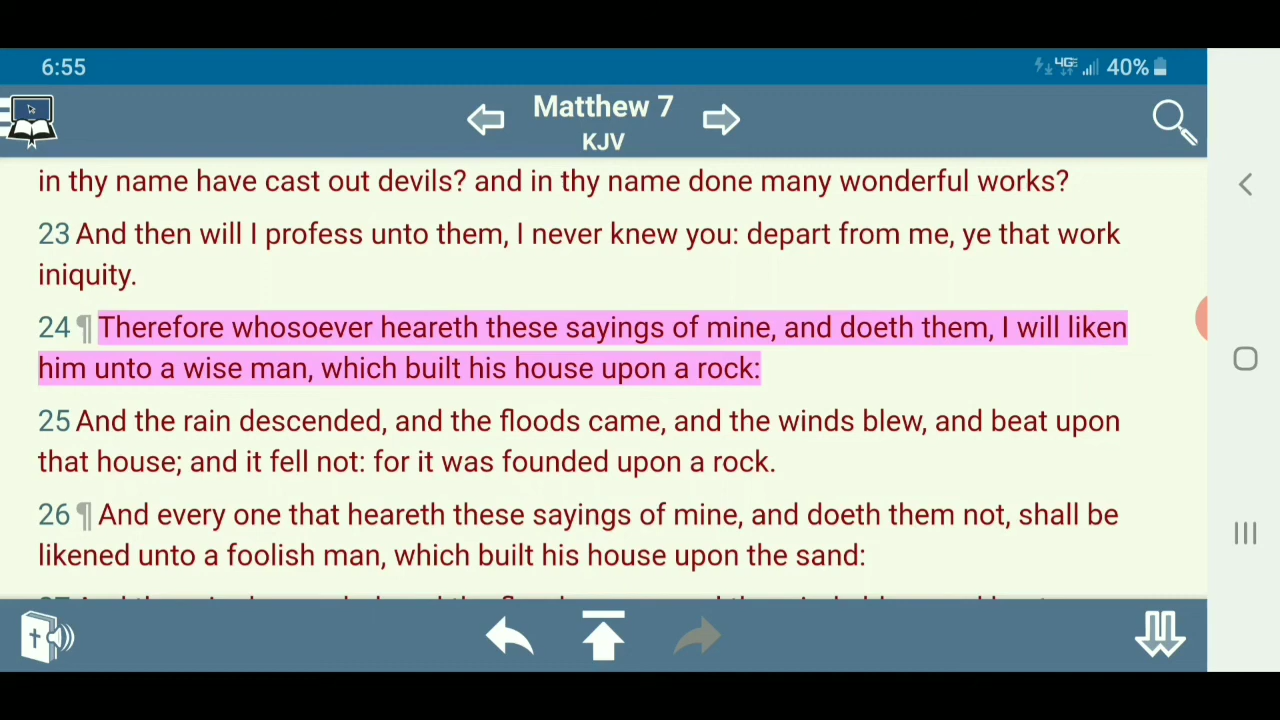 6:55
4GE 40%
Matthew 7
KJV
in thy name have cast out devils? and in thy name done many wonderful works?
23 And then will I profess unto them, I never knew you: depart from me, ye that work
iniquity.
24 ¶ Therefore whosoever heareth these sayings of mine, and doeth them, I will liken
him unto a wise man, which built his house upon a rock:
25 And the rain descended, and the floods came, and the winds blew, and beat upon
that house; and it fell not: for it was founded upon a rock.
26 ¶ And every one that heareth these sayings of mine, and doeth them not, shall be
likened unto a foolish man, which built his house upon the sand: